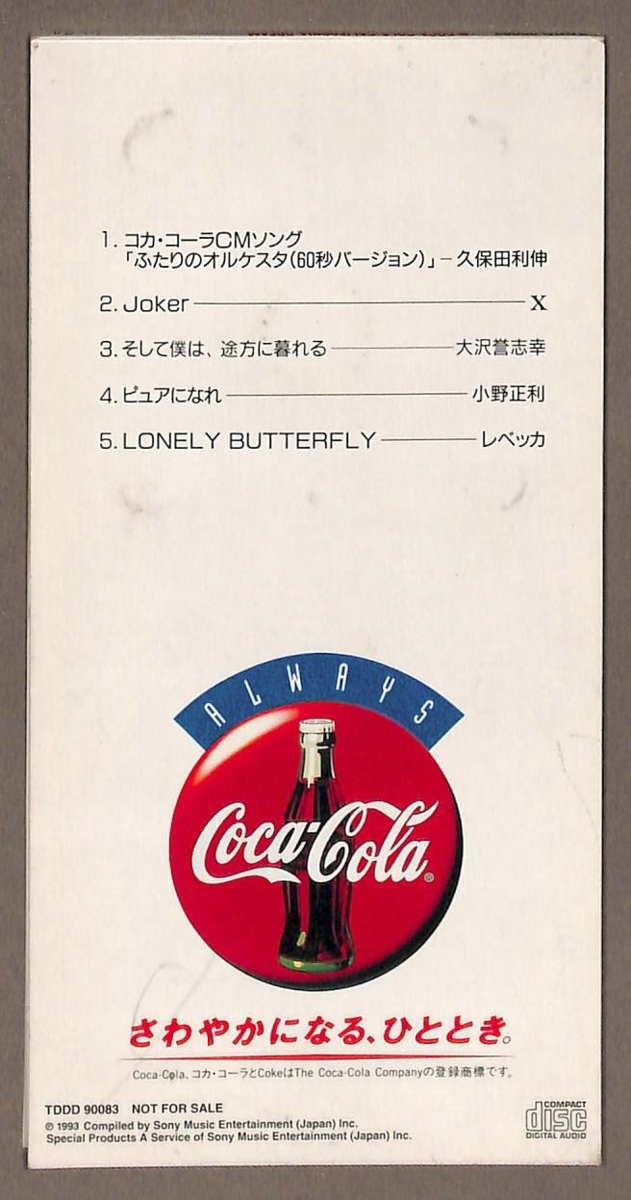 1. コカ・コーラCMソング
「ふたりのオルケスタ(60秒バージョン)」－久保田利伸
2. Joker X
3. そして僕は、途方に暮れる 大沢誉志幸
4. ピュアになれ 小野正利
5. LONELY BUTTERFLY レベッカ
ALWAYS
Coca-Cola®
さわやかになる、ひととき。
Coca-Cola、コカ・コーラとCokeはThe Coca-Cola Companyの登録商標です。
TDDD 90083 NOT FOR SALE
℗ 1993 Compiled by Sony Music Entertainment (Japan) Inc.
Special Products A Service of Sony Music Entertainment (Japan) Inc.
COMPACT
disc
DIGITAL AUDIO